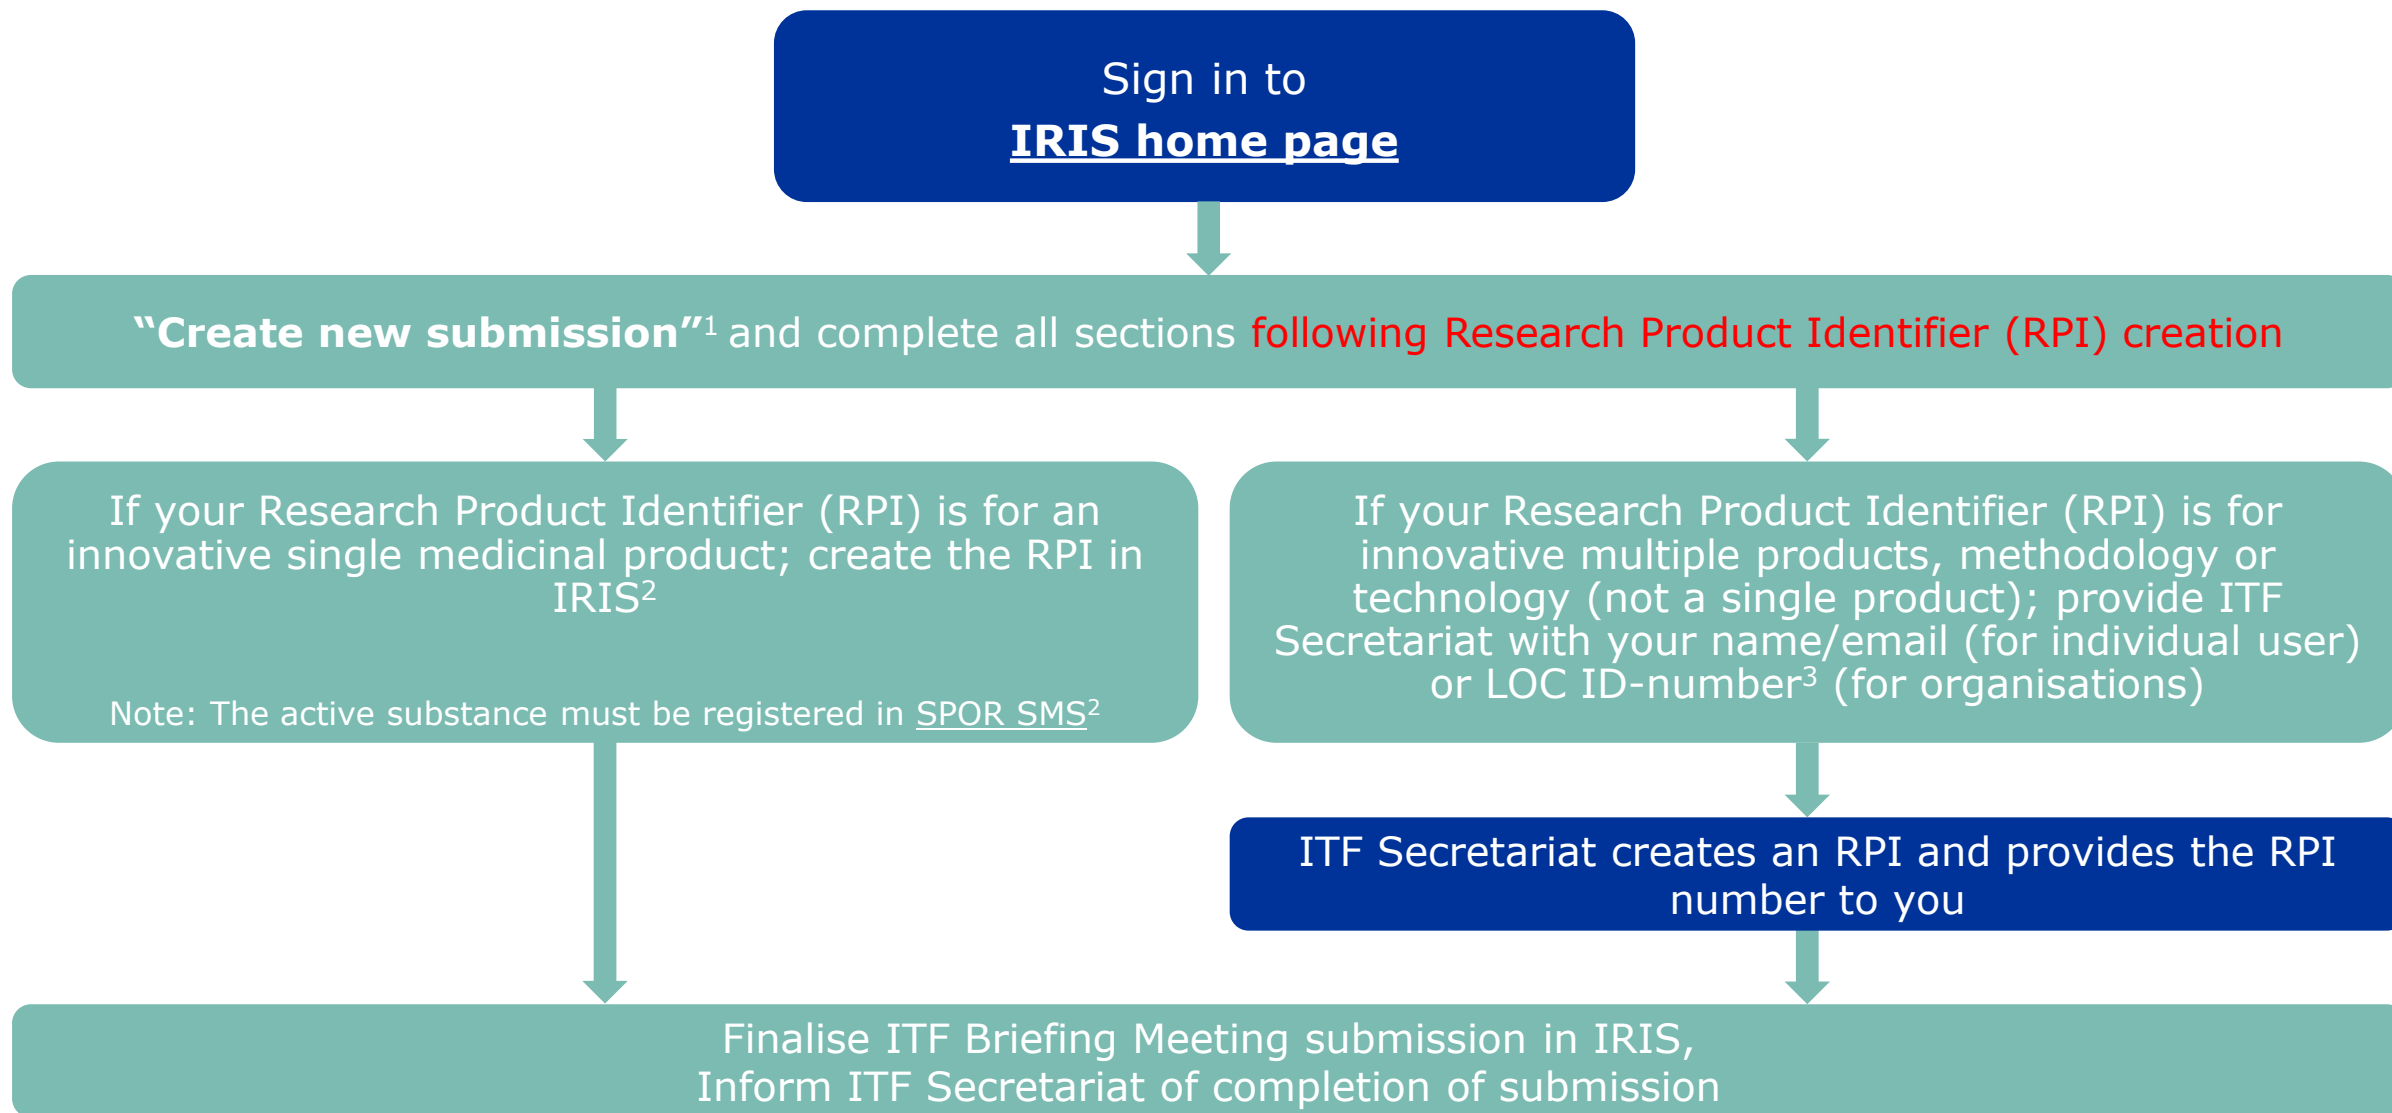 Sign in to
IRIS home page
“Create new submission”1 and complete all sections following Research Product Identifier (RPI) creation
If your Research Product Identifier (RPI) is for an
innovative single medicinal product; create the RPI in
IRIS2
Note: The active substance must be registered in SPOR SMS2
If your Research Product Identifier (RPI) is for
innovative multiple products, methodology or
technology (not a single product); provide ITF
Secretariat with your name/email (for individual user)
or LOC ID-number3 (for organisations)
ITF Secretariat creates an RPI and provides the RPI
number to you
Finalise ITF Briefing Meeting submission in IRIS,
Inform ITF Secretariat of completion of submission